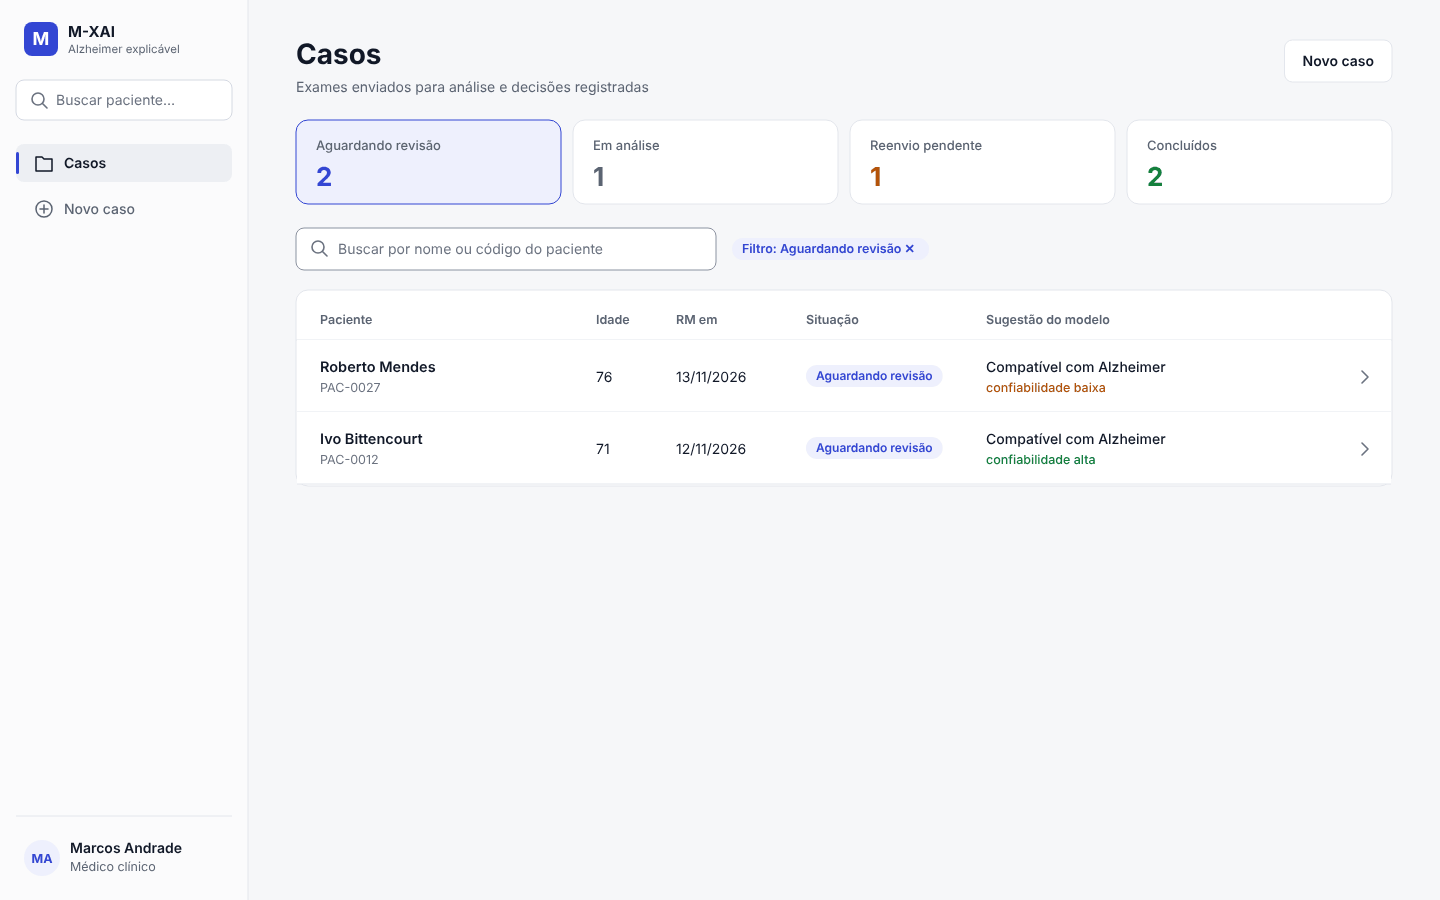 M
M-XAI
Alzheimer explicável
Buscar paciente...
Casos
Novo caso
Marcos Andrade
MA
Médico clínico
Casos
Exames enviados para análise e decisões registradas
Novo caso
Aguardando revisão
2
Em análise
1
Reenvio pendente
1
Concluídos
2
Buscar por nome ou código do paciente
Filtro: Aguardando revisão ✕
Paciente Idade RM em Situação Sugestão do modelo
Roberto Mendes
PAC-0027
76
13/11/2026
Aguardando revisão
Compatível com Alzheimer
confiabilidade baixa
Ivo Bittencourt
PAC-0012
71
12/11/2026
Aguardando revisão
Compatível com Alzheimer
confiabilidade alta